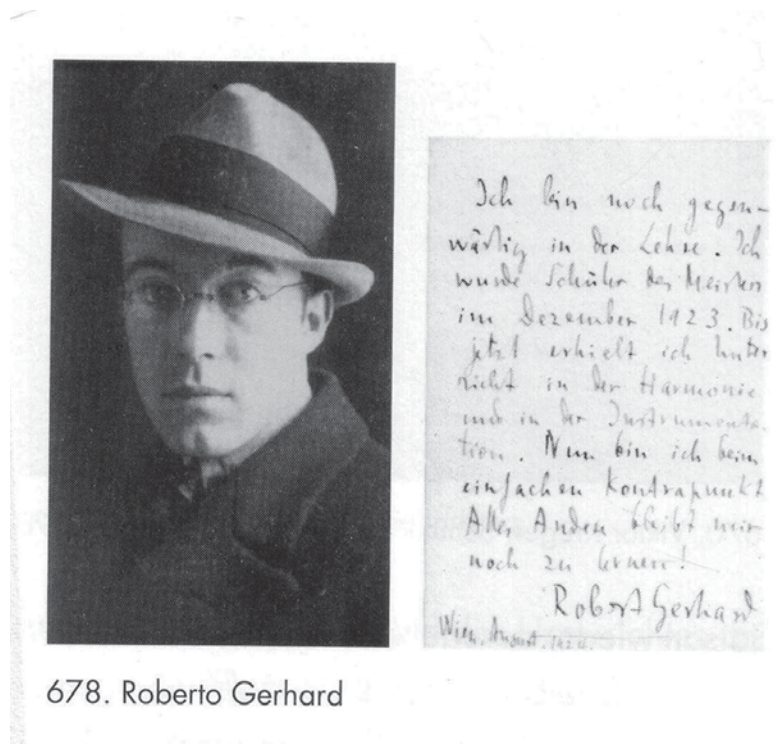 Ich bin noch gegen-
wärtig in der Lehre. Ich
wurde Schüler des Meisters
im Dezember 1923. Bis
jetzt erhielt ich Unter
richt in der Harmonie
und in der Instrumenta-
tion. Nun bin ich beim
einfachen Kontrapunkt
Alles Andere bleibt mir
noch zu lernen!
Robert Gerhard
Wien, August 1924.
678. Roberto Gerhard